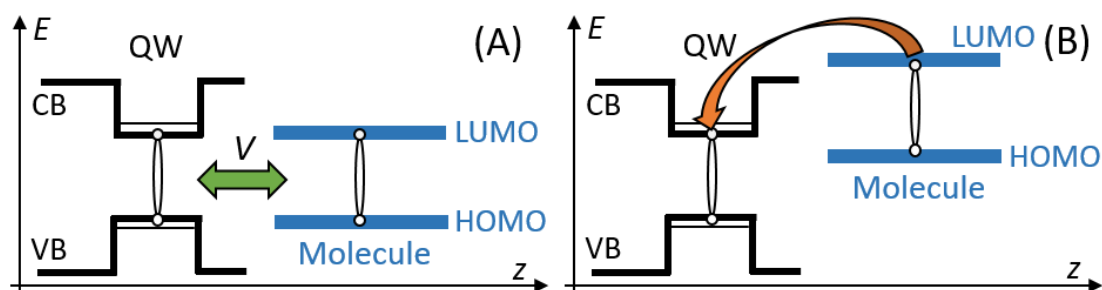 E
QW
(A)
CB
LUMO
V
HOMO
VB
Molecule
z
E
QW
LUMO
(B)
CB
HOMO
Molecule
VB
z